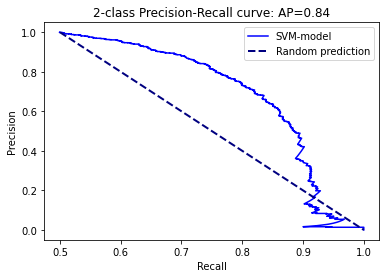 2-class Precision-Recall curve: AP=0.84
SVM-model
Random prediction
Precision
1.0
0.8
0.6
0.4
0.2
0.0
0.5 0.6 0.7 0.8 0.9 1.0
Recall